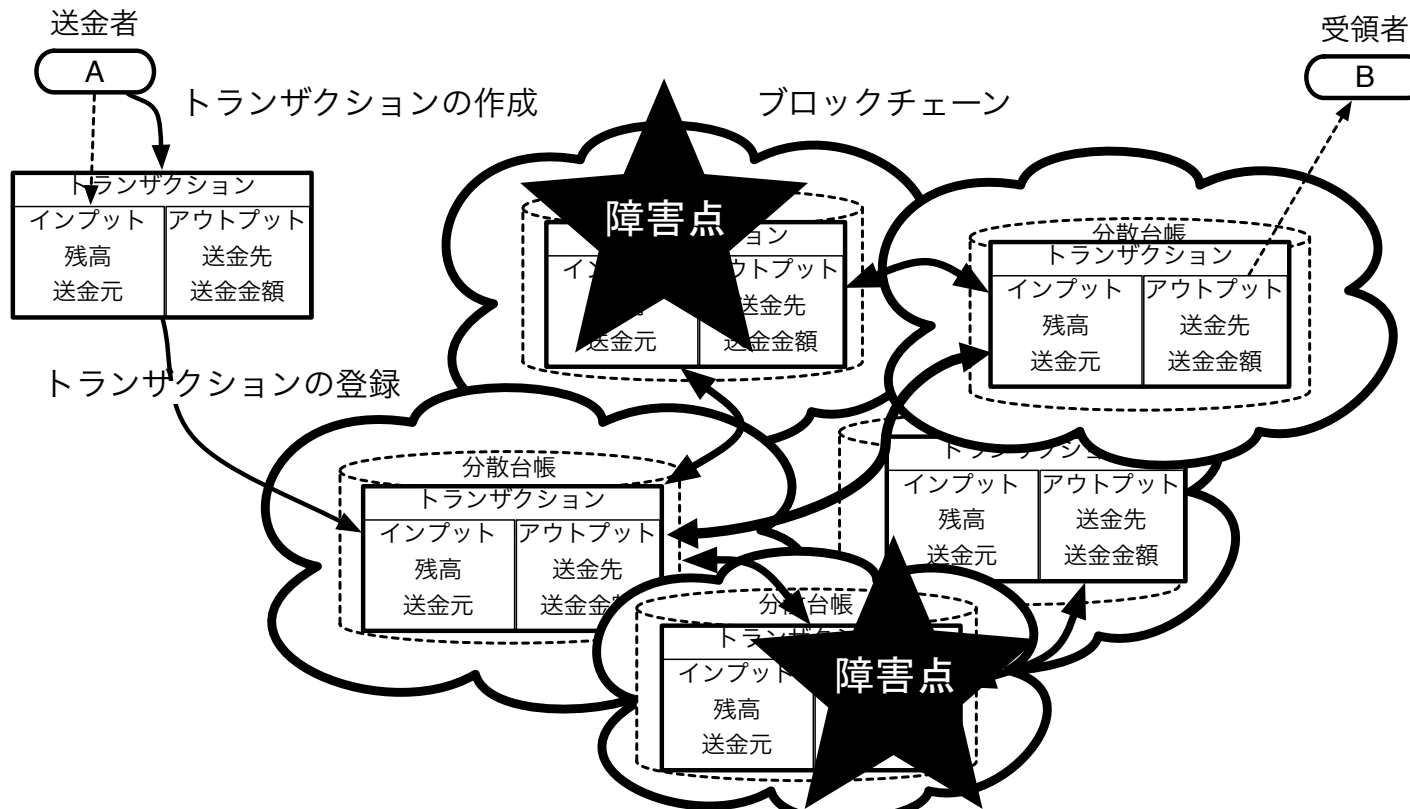 送金者
A
受領者
B
トランザクションの作成
ブロックチェーン
トランザクション
インプット
アウトプット
残高
送金先
送金元
送金金額
障害点
ョン
送金先
送金元
送金金額
分散台帳
トランザクション
インプット
アウトプット
残高
送金先
送金元
送金金額
トランザクションの登録
分散台帳
トランザクション
インプット
アウトプット
残高
送金先
送金元
トランザクション
インプット
アウトプット
残高
送金先
送金元
送金金額
分散台帳
インプット
残高
送金元
障害点